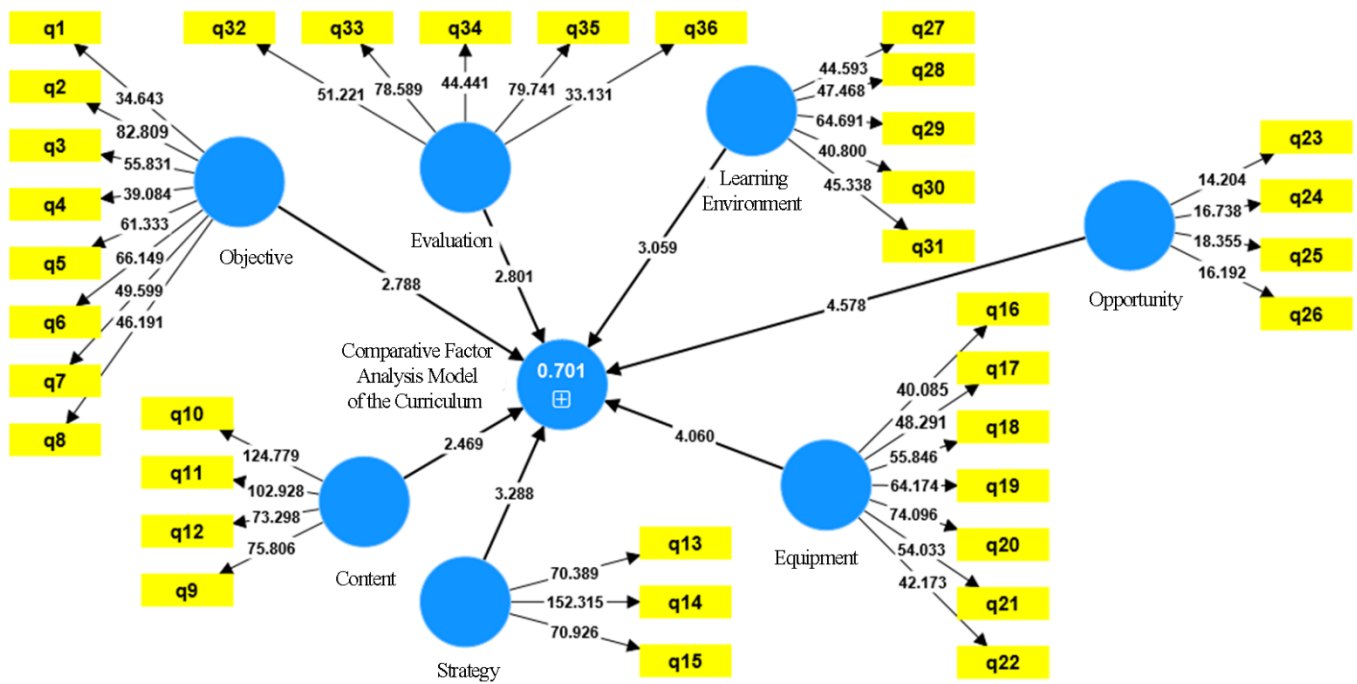 q1
q2
q3
q4
q5
q6
q7
q8
34.643
82.809
55.831
39.084
61.333
66.149
49.599
46.191
Objective
2.788
q32
q33
q34
q35
q36
51.221
78.589
44.441
79.741
33.131
Evaluation
2.801
q27
q28
q29
q30
q31
44.593
47.468
64.691
40.800
45.338
Learning
Environment
3.059
q23
q24
q25
q26
14.204
16.738
18.355
16.192
Opportunity
4.578
Comparative Factor
Analysis Model
of the Curriculum
0.701
q10
q11
q12
q9
124.779
102.928
73.298
75.806
Content
2.469
q13
q14
q15
70.389
152.315
70.926
Strategy
3.288
q16
q17
q18
q19
q20
q21
q22
40.085
48.291
55.846
64.174
74.096
54.033
42.173
Equipment
4.060